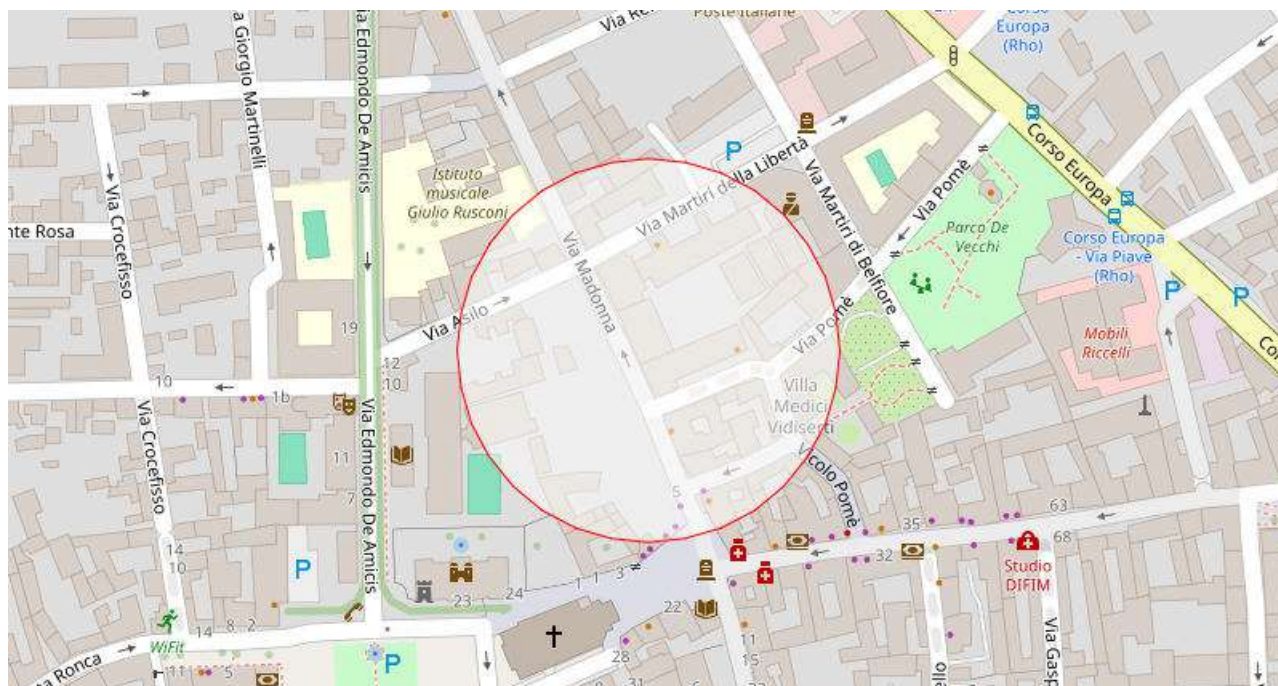 Via Re
Poste Italiane
Corso
Europa
(Rho)
Via Edmondo De Amicis
a Giorgio Martinelli
Via Crocefisso
nte Rosa
Istituto
musicale
Giulio Rusconi
P
Via Martiri della Libertà
Via Martiri di Belfiore
Via Pomè
Corso Europa
Parco De
Vecchi
Corso Europa
- Via Piave
(Rho)
P
P
Co
Via Madonna
Via Asilo
19
12
10
10
1b
Via Pomè
Mobili
Riccelli
Villa
Medici
Vidiserti
Via Crocefisso
Via Edmondo De Amicis
11
7
5
Vicolo Pomè
35
63
68
32
Studio
DIFIM
14
10
P
1
1
3
24
23
22
14
8
2
WiFit
Via Ronca
11
5
P
28
31
11
15
Via Gasp
ollo